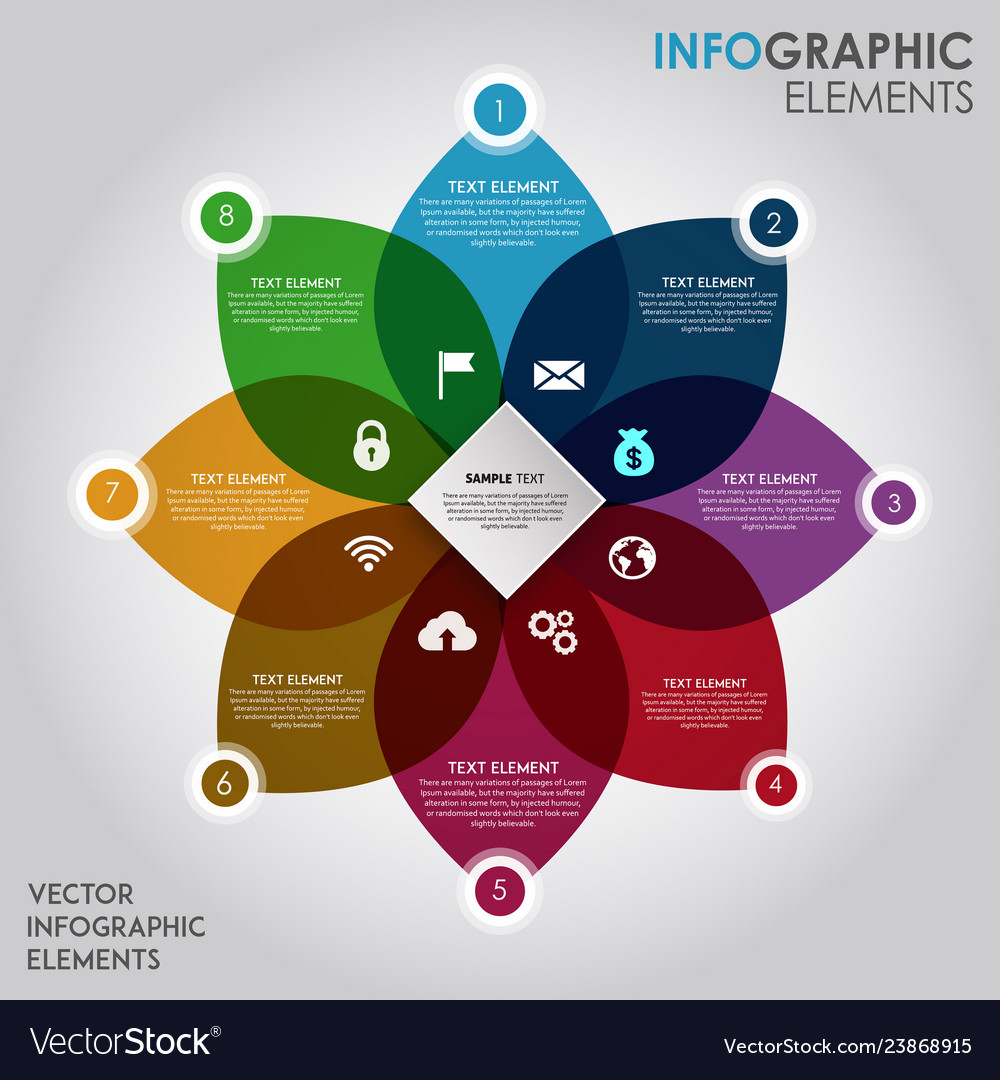 INFOGRAPHIC
ELEMENTS
1
TEXT ELEMENT
There are many variations of passages of Lorem
Ipsum available, but the majority have suffered
alteration in some form, by injected humour,
or randomised words which don't look even
slightly believable.
2
TEXT ELEMENT
There are many variations of passages of Lorem
Ipsum available, but the majority have suffered
alteration in some form, by injected humour,
or randomised words which don't look even
slightly believable.
3
TEXT ELEMENT
There are many variations of passages of Lorem
Ipsum available, but the majority have suffered
alteration in some form, by injected humour,
or randomised words which don't look even
slightly believable.
4
TEXT ELEMENT
There are many variations of passages of Lorem
Ipsum available, but the majority have suffered
alteration in some form, by injected humour,
or randomised words which don't look even
slightly believable.
5
TEXT ELEMENT
There are many variations of passages of Lorem
Ipsum available, but the majority have suffered
alteration in some form, by injected humour,
or randomised words which don't look even
slightly believable.
6
TEXT ELEMENT
There are many variations of passages of Lorem
Ipsum available, but the majority have suffered
alteration in some form, by injected humour,
or randomised words which don't look even
slightly believable.
7
TEXT ELEMENT
There are many variations of passages of Lorem
Ipsum available, but the majority have suffered
alteration in some form, by injected humour,
or randomised words which don't look even
slightly believable.
8
TEXT ELEMENT
There are many variations of passages of Lorem
Ipsum available, but the majority have suffered
alteration in some form, by injected humour,
or randomised words which don't look even
slightly believable.
$
SAMPLE TEXT
There are many variations of passages of Lorem
Ipsum available, but the majority have suffered
alteration in some form, by injected humour,
or randomised words which don't look even
slightly believable.
VECTOR
INFOGRAPHIC
ELEMENTS
VectorStock®
VectorStock.com/23868915